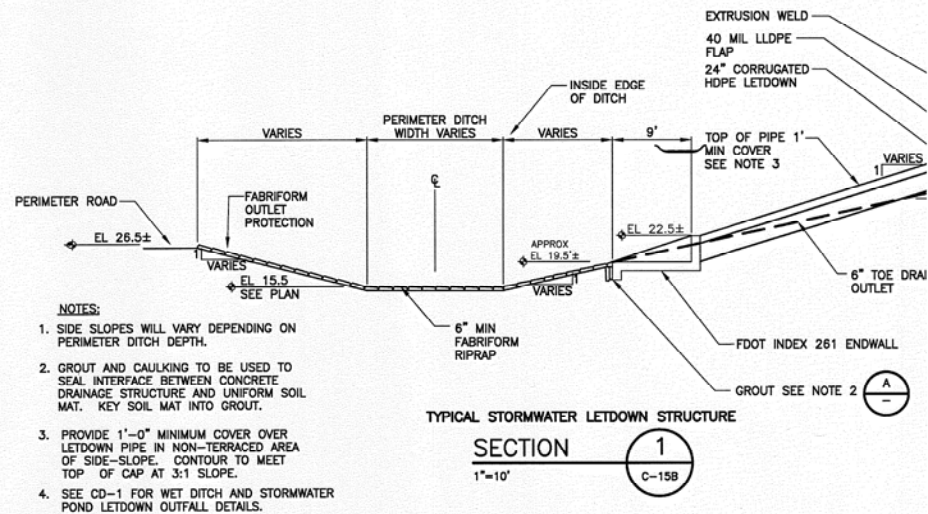 EXTRUSION WELD
40 MIL LLDPE
FLAP
24" CORRUGATED
HDPE LETDOWN
INSIDE EDGE
OF DITCH
VARIES
PERIMETER DITCH
WIDTH VARIES
VARIES
9'
TOP OF PIPE 1'
MIN COVER
SEE NOTE 3
1
VARIES
PERIMETER ROAD
FABRIFORM
OUTLET
PROTECTION
℄
EL 26.5±
EL 22.5±
APPROX
EL 19.5'±
1
VARIES
EL 15.5
SEE PLAN
1
VARIES
6" TOE DRAI
OUTLET
6" MIN
FABRIFORM
RIPRAP
FDOT INDEX 261 ENDWALL
GROUT SEE NOTE 2
A
-
NOTES:
1. SIDE SLOPES WILL VARY DEPENDING ON
PERIMETER DITCH DEPTH.
2. GROUT AND CAULKING TO BE USED TO
SEAL INTERFACE BETWEEN CONCRETE
DRAINAGE STRUCTURE AND UNIFORM SOIL
MAT. KEY SOIL MAT INTO GROUT.
3. PROVIDE 1'-0" MINIMUM COVER OVER
LETDOWN PIPE IN NON-TERRACED AREA
OF SIDE-SLOPE. CONTOUR TO MEET
TOP OF CAP AT 3:1 SLOPE.
4. SEE CD-1 FOR WET DITCH AND STORMWATER
POND LETDOWN OUTFALL DETAILS.
TYPICAL STORMWATER LETDOWN STRUCTURE
SECTION
1"=10'
1
C-15B